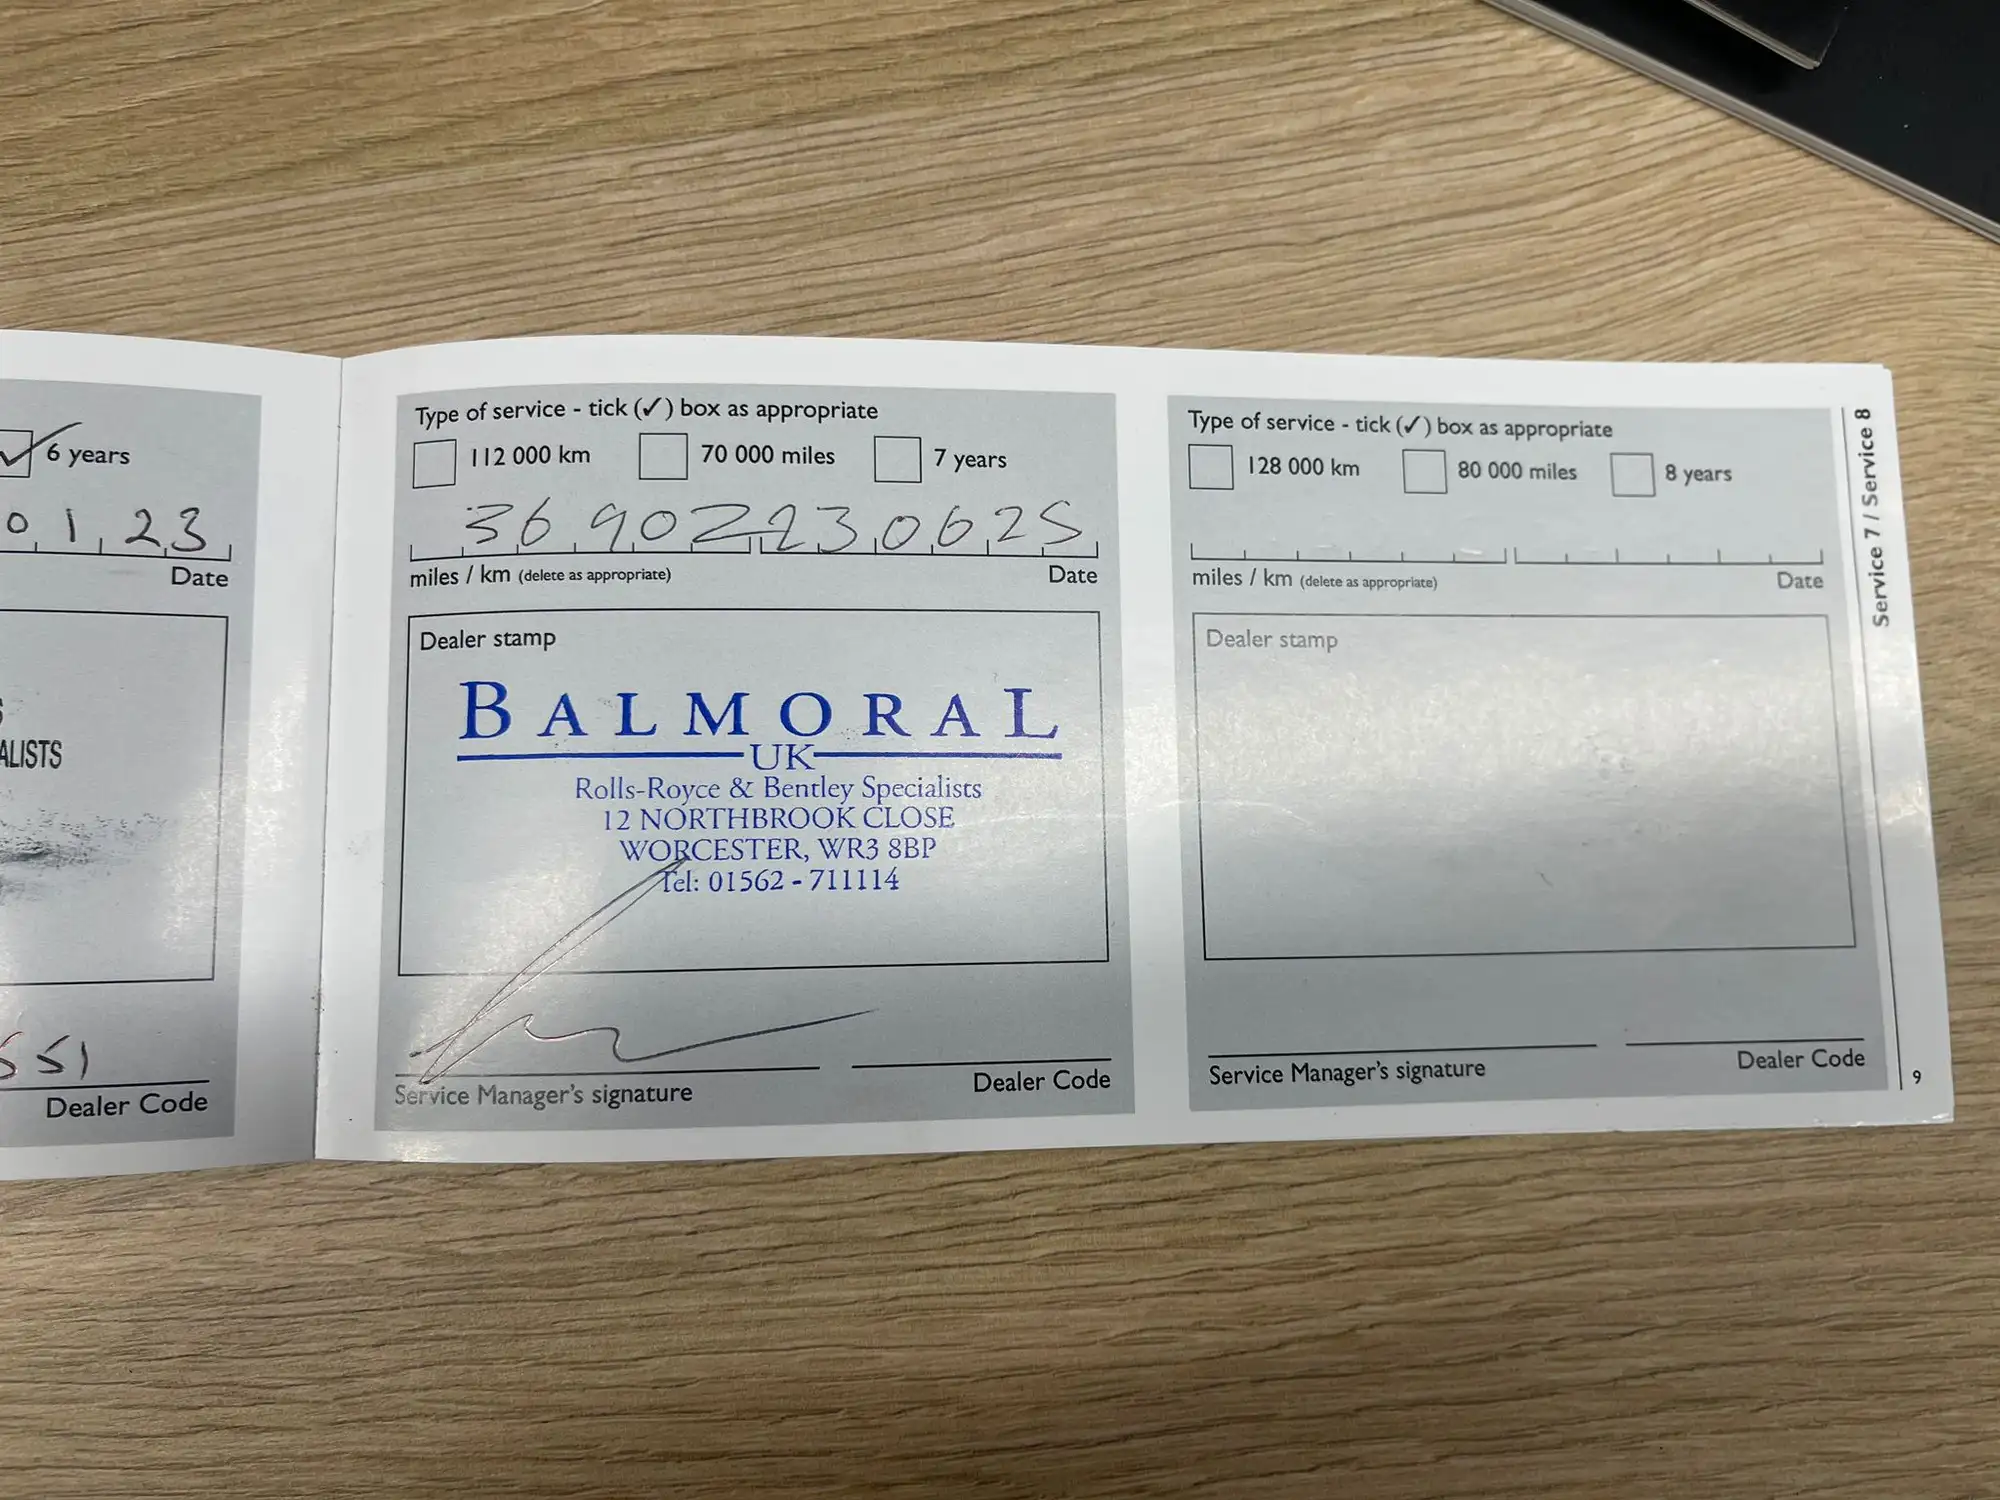 6 years
0 1 23
Date
ALISTS
551
Dealer Code
Type of service - tick (✓) box as appropriate
112 000 km 70 000 miles 7 years
36902 230625
miles / km (delete as appropriate) Date
Dealer stamp
BALMORAL
UK
Rolls-Royce & Bentley Specialists
12 NORTHBROOK CLOSE
WORCESTER, WR3 8BP
Tel: 01562 - 711114
Service Manager's signature Dealer Code
Type of service - tick (✓) box as appropriate
128 000 km 80 000 miles 8 years
miles / km (delete as appropriate) Date
Dealer stamp
Service Manager's signature Dealer Code
Service 7 / Service 8
9